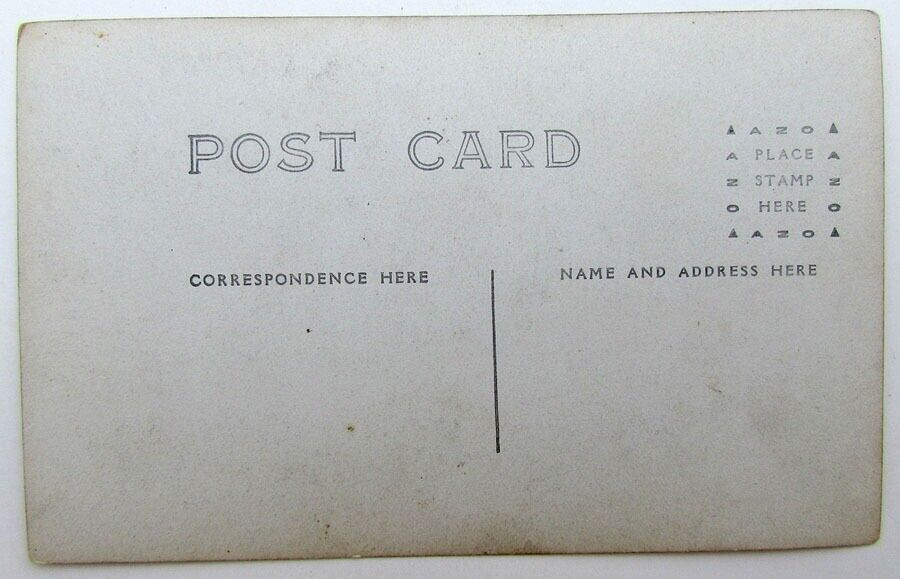 POST CARD
▲ AZO ▲
A PLACE A
Z STAMP Z
O HERE O
▲ AZO ▲
CORRESPONDENCE HERE
NAME AND ADDRESS HERE